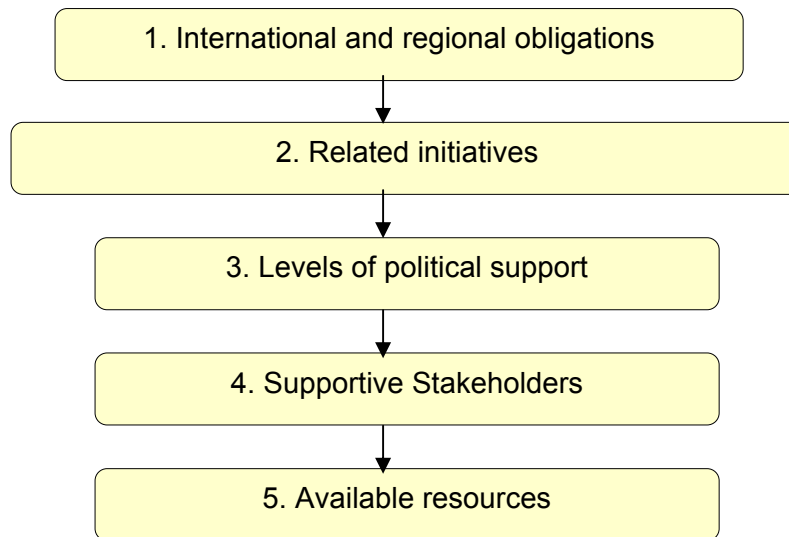 1. International and regional obligations
2. Related initiatives
3. Levels of political support
4. Supportive Stakeholders
5. Available resources